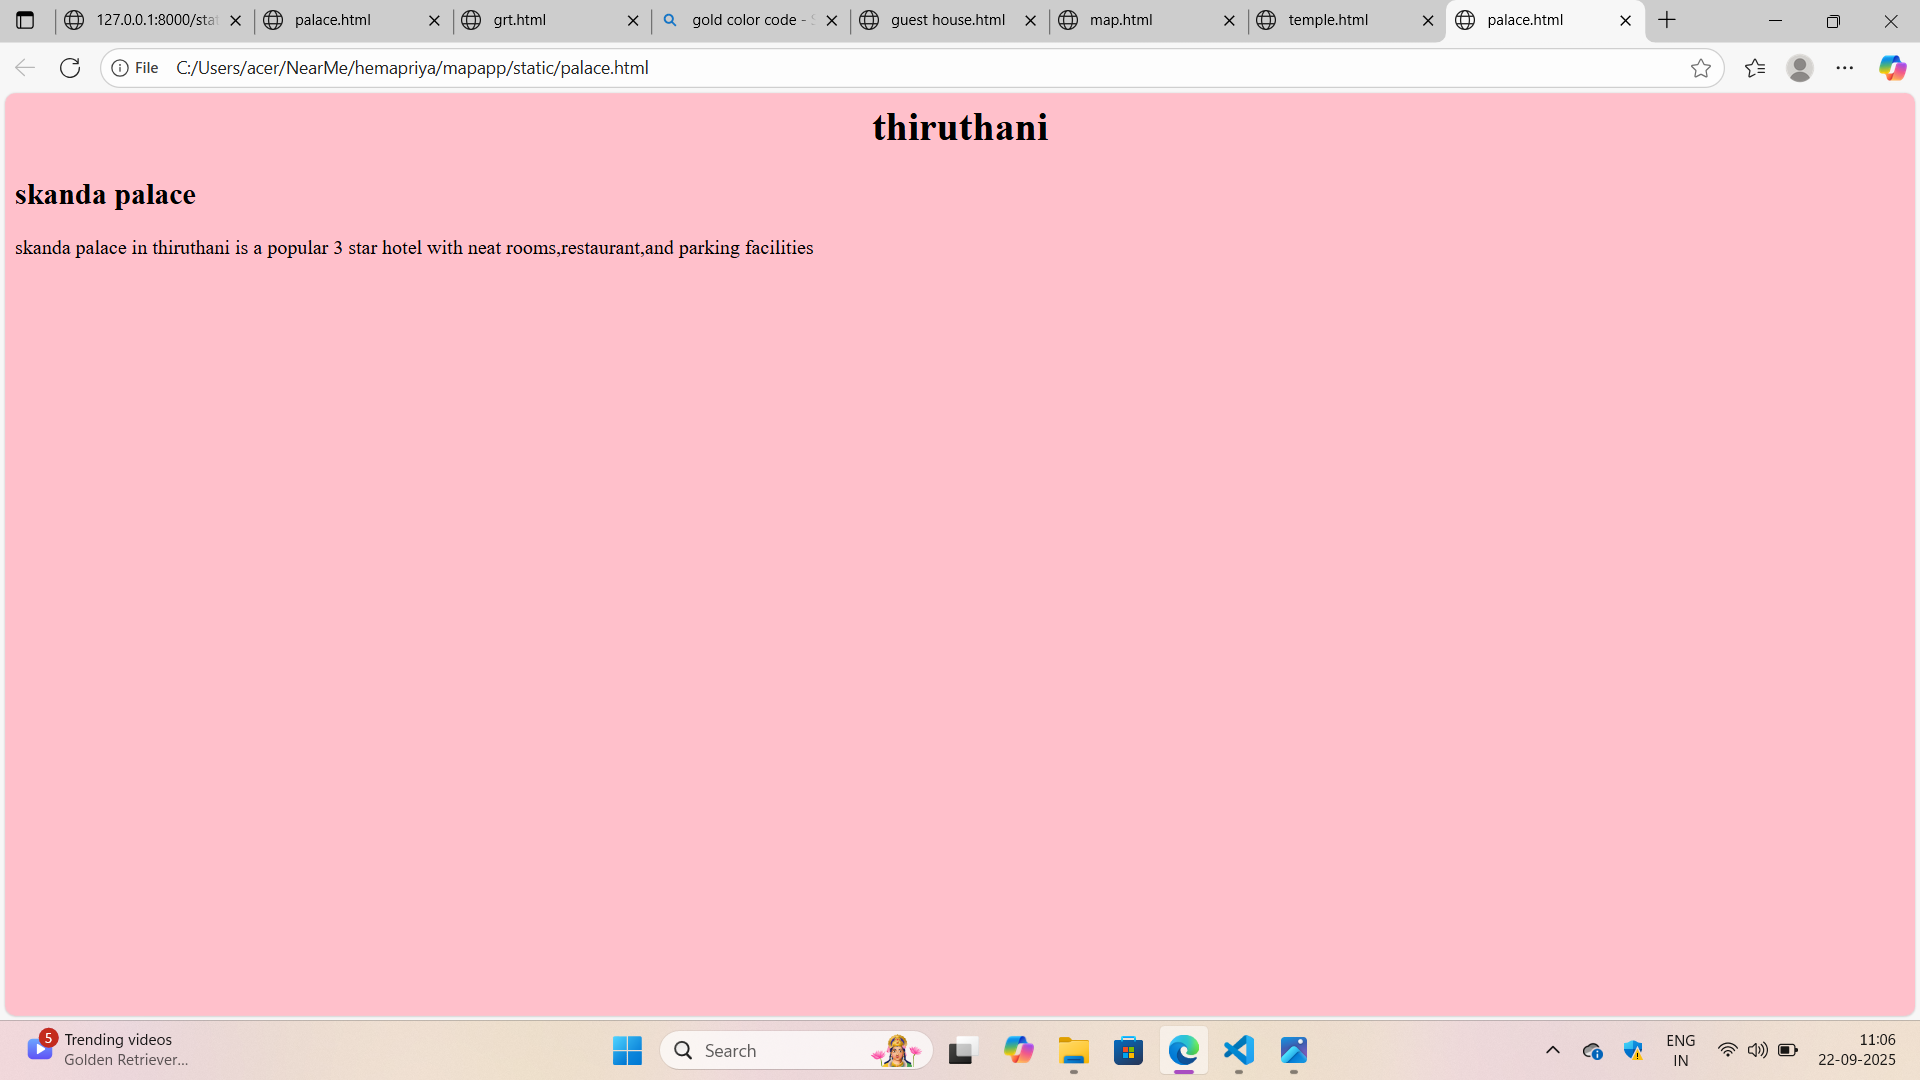 127.0.0.1:8000/sta
palace.html
grt.html
gold color code -
guest house.html
map.html
temple.html
palace.html
File
C:/Users/acer/NearMe/hemapriya/mapapp/static/palace.html
thiruthani
skanda palace
skanda palace in thiruthani is a popular 3 star hotel with neat rooms,restaurant,and parking facilities
5
Trending videos
Golden Retriever...
Search
ENG
IN
11:06
22-09-2025